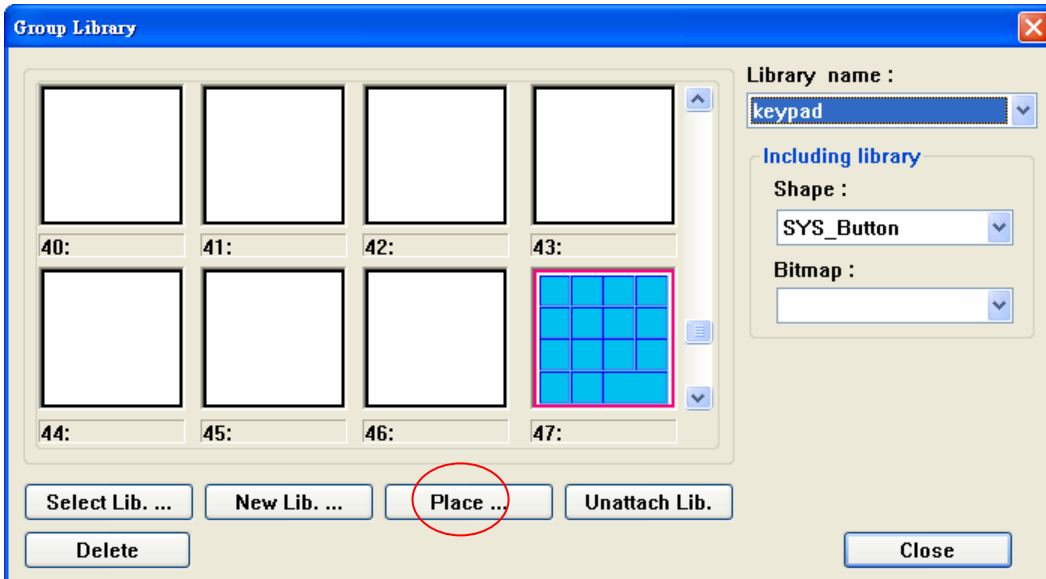 Group Library
Library name :
keypad
Including library
Shape :
SYS_Button
Bitmap :
40: 41: 42: 43:
44: 45: 46: 47:
Select Lib. ... New Lib. ... Place ... Unattach Lib.
Delete Close